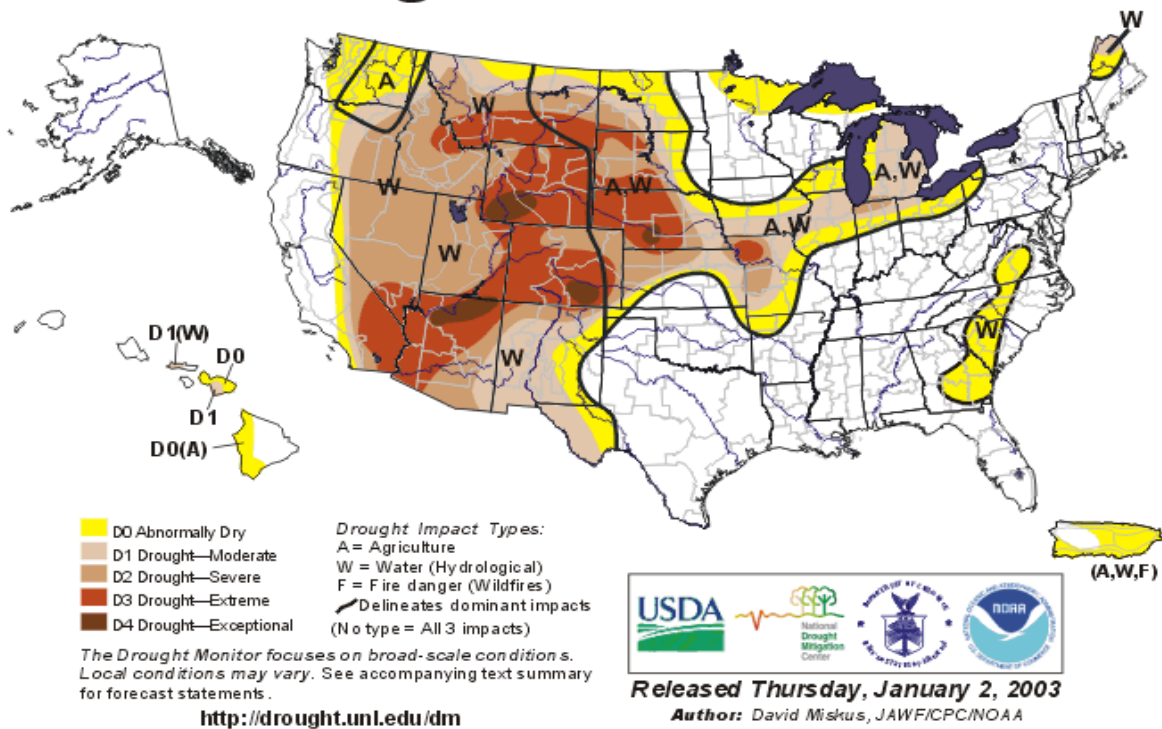 W
A
W
W
A,W
A,W
A,W
W
W
W
W
D1(W)
D0
D1
D0(A)
D0 Abnormally Dry
D1 Drought—Moderate
D2 Drought—Severe
D3 Drought—Extreme
D4 Drought—Exceptional
Drought Impact Types:
A = Agriculture
W = Water (Hydrological)
F = Fire danger (Wildfires)
Delineates dominant impacts
(No type = All 3 impacts)
(A,W,F)
The Drought Monitor focuses on broad-scale conditions.
Local conditions may vary. See accompanying text summary
for forecast statements.
http://drought.unl.edu/dm
USDA
National
Drought
Mitigation
Center
NOAA
Released Thursday, January 2, 2003
Author: David Miskus, JAWF/CPC/NOAA